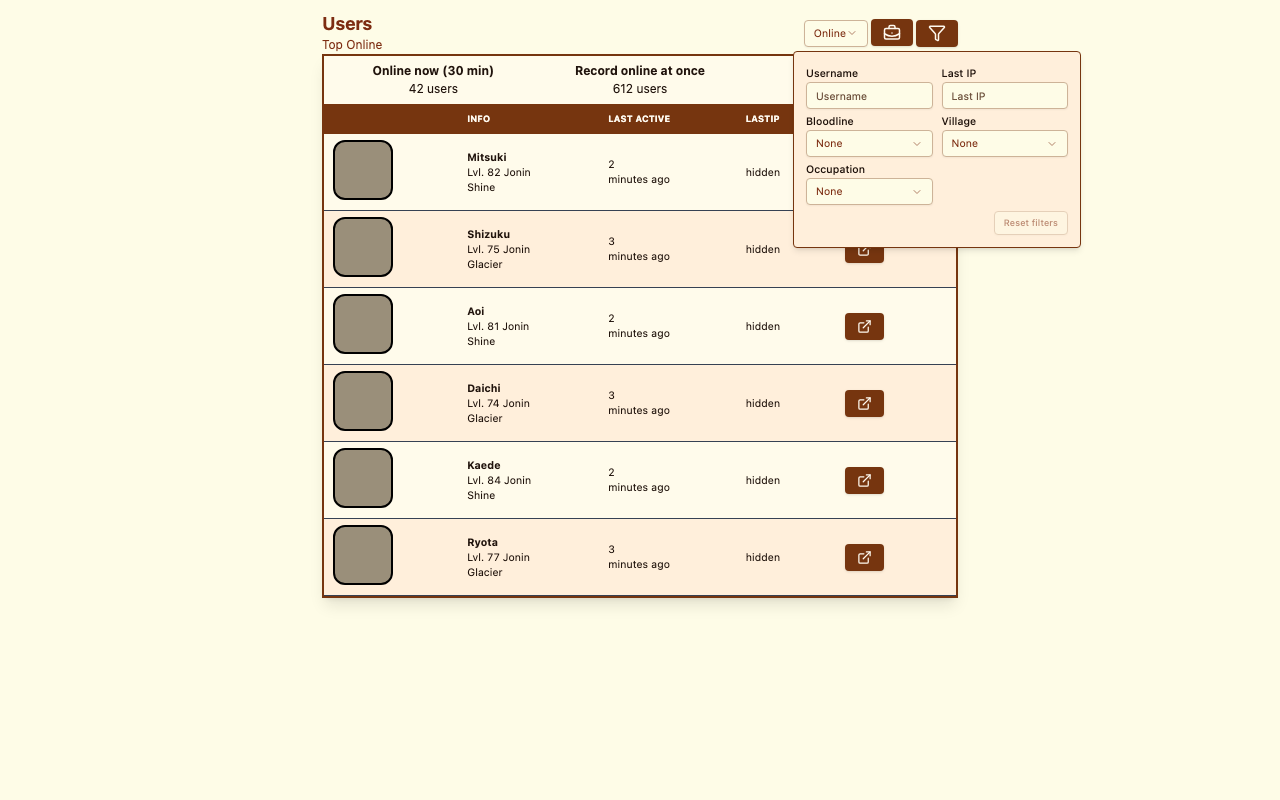 Users
Top Online
Online
Online now (30 min)
42 users
Record online at once
612 users
Username
Last IP
Username
Last IP
Bloodline
Village
None
None
Occupation
None
Reset filters
INFO
LAST ACTIVE
LASTIP
Mitsuki
Lvl. 82 Jonin
Shine
2
minutes ago
hidden
Shizuku
Lvl. 75 Jonin
Glacier
3
minutes ago
hidden
Aoi
Lvl. 81 Jonin
Shine
2
minutes ago
hidden
Daichi
Lvl. 74 Jonin
Glacier
3
minutes ago
hidden
Kaede
Lvl. 84 Jonin
Shine
2
minutes ago
hidden
Ryota
Lvl. 77 Jonin
Glacier
3
minutes ago
hidden